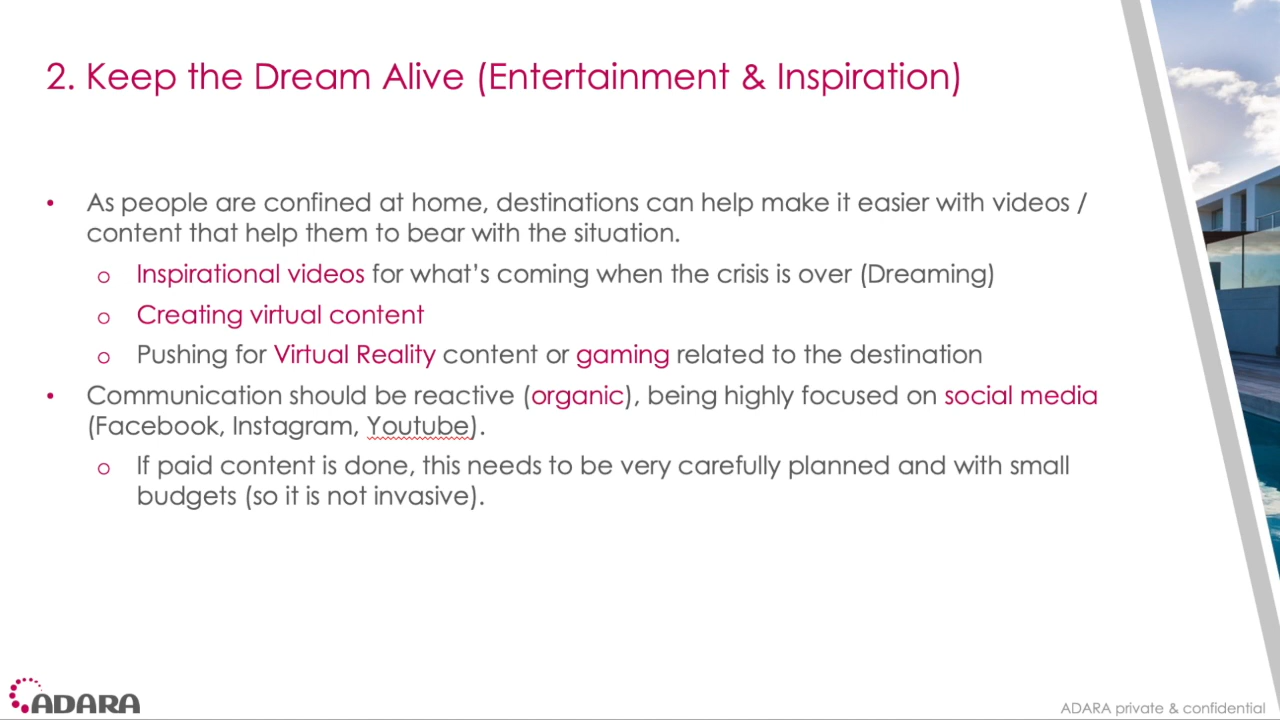 2. Keep the Dream Alive (Entertainment & Inspiration)
• As people are confined at home, destinations can help make it easier with videos /
content that help them to bear with the situation.
o Inspirational videos for what's coming when the crisis is over (Dreaming)
o Creating virtual content
o Pushing for Virtual Reality content or gaming related to the destination
• Communication should be reactive (organic), being highly focused on social media
(Facebook, Instagram, Youtube).
o If paid content is done, this needs to be very carefully planned and with small
budgets (so it is not invasive).
ADARA
ADARA private & confidential